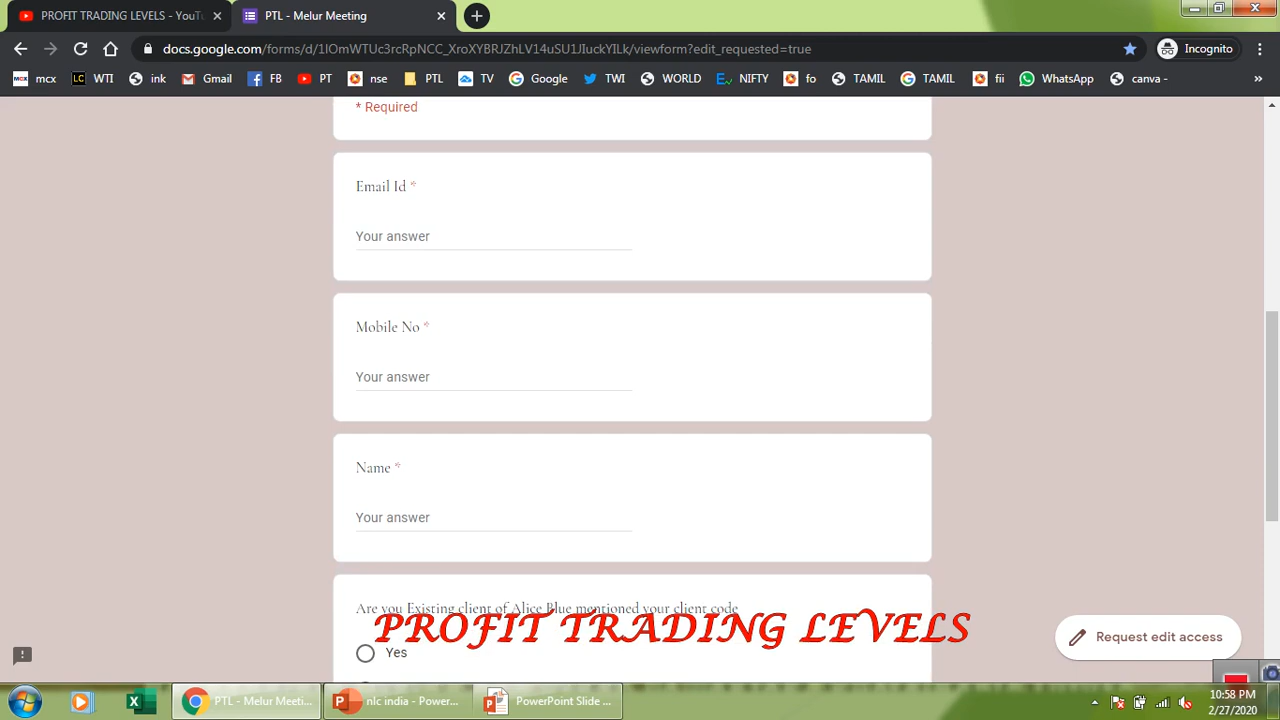 PROFIT TRADING LEVELS - YouTu
PTL - Melur Meeting
docs.google.com/forms/d/1IOmWTUc3rcRpNCC_XroXYBRJZhLV14uSU1JIuckYILk/viewform?edit_requested=true
Incognito
mcx WTI ink Gmail FB PT nse PTL TV Google TWI WORLD NIFTY fo TAMIL TAMIL fii WhatsApp canva - »
* Required
Email Id *
Your answer
Mobile No *
Your answer
Name *
Your answer
Are you Existing client of Alice Blue mentioned your client code
PROFIT TRADING LEVELS
Yes
Request edit access
PTL - Melur Meeti... nlc india - Power... PowerPoint Slide ...
10:58 PM
2/27/2020